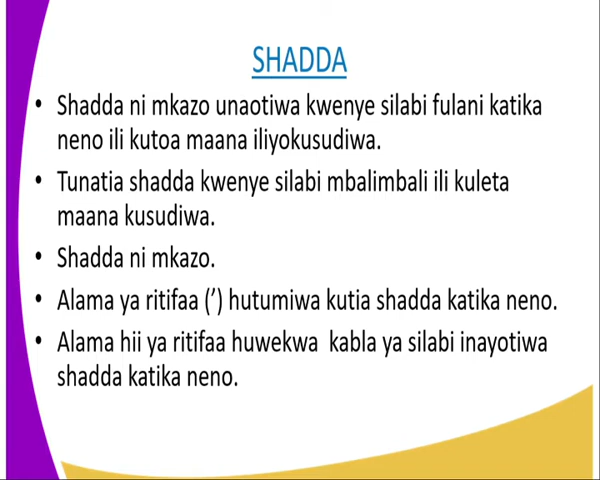 SHADDA
• Shadda ni mkazo unaotiwa kwenye silabi fulani katika
neno ili kutoa maana iliyokusudiwa.
• Tunatia shadda kwenye silabi mbalimbali ili kuleta
maana kusudiwa.
• Shadda ni mkazo.
• Alama ya ritifaa (’) hutumiwa kutia shadda katika neno.
• Alama hii ya ritifaa huwekwa  kabla ya silabi inayotiwa
shadda katika neno.